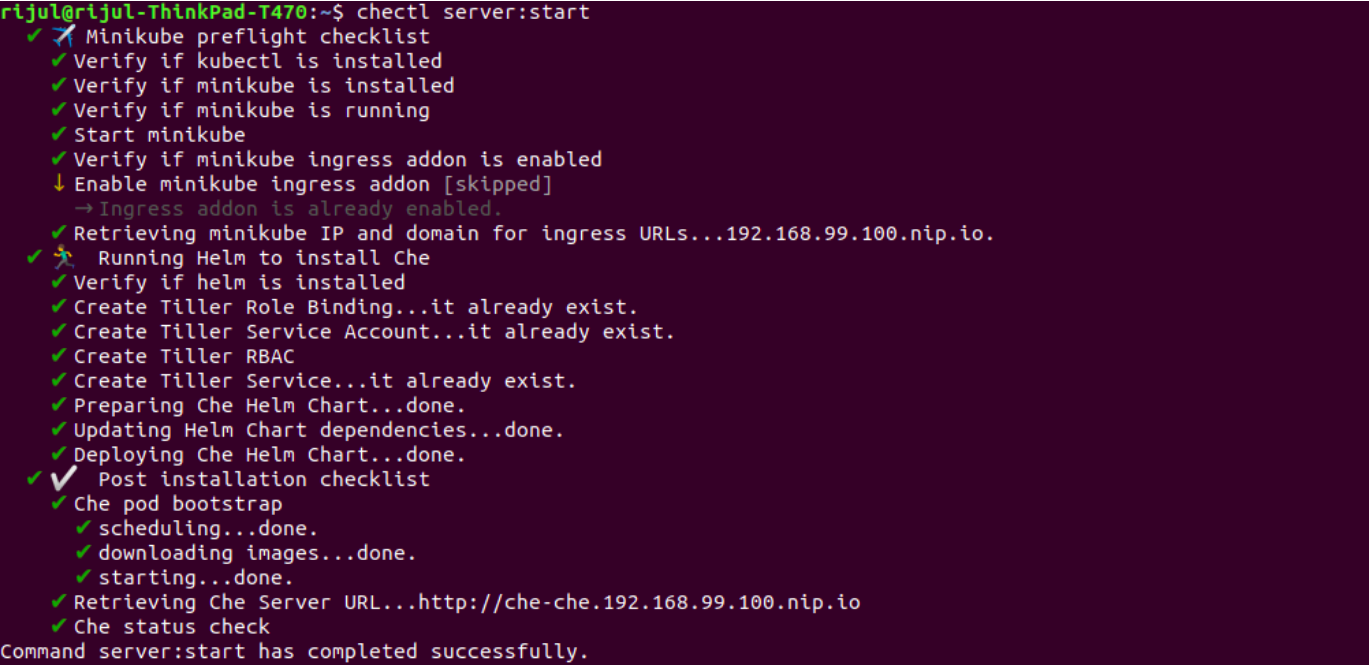 rijul@rijul-ThinkPad-T470:~$ chectl server:start
✔ ✈️ Minikube preflight checklist
✔ Verify if kubectl is installed
✔ Verify if minikube is installed
✔ Verify if minikube is running
✔ Start minikube
✔ Verify if minikube ingress addon is enabled
↓ Enable minikube ingress addon [skipped]
→ Ingress addon is already enabled.
✔ Retrieving minikube IP and domain for ingress URLs...192.168.99.100.nip.io.
✔ 🏃 Running Helm to install Che
✔ Verify if helm is installed
✔ Create Tiller Role Binding...it already exist.
✔ Create Tiller Service Account...it already exist.
✔ Create Tiller RBAC
✔ Create Tiller Service...it already exist.
✔ Preparing Che Helm Chart...done.
✔ Updating Helm Chart dependencies...done.
✔ Deploying Che Helm Chart...done.
✔ ✔️ Post installation checklist
✔ Che pod bootstrap
✔ scheduling...done.
✔ downloading images...done.
✔ starting...done.
✔ Retrieving Che Server URL...http://che-che.192.168.99.100.nip.io
✔ Che status check
Command server:start has completed successfully.